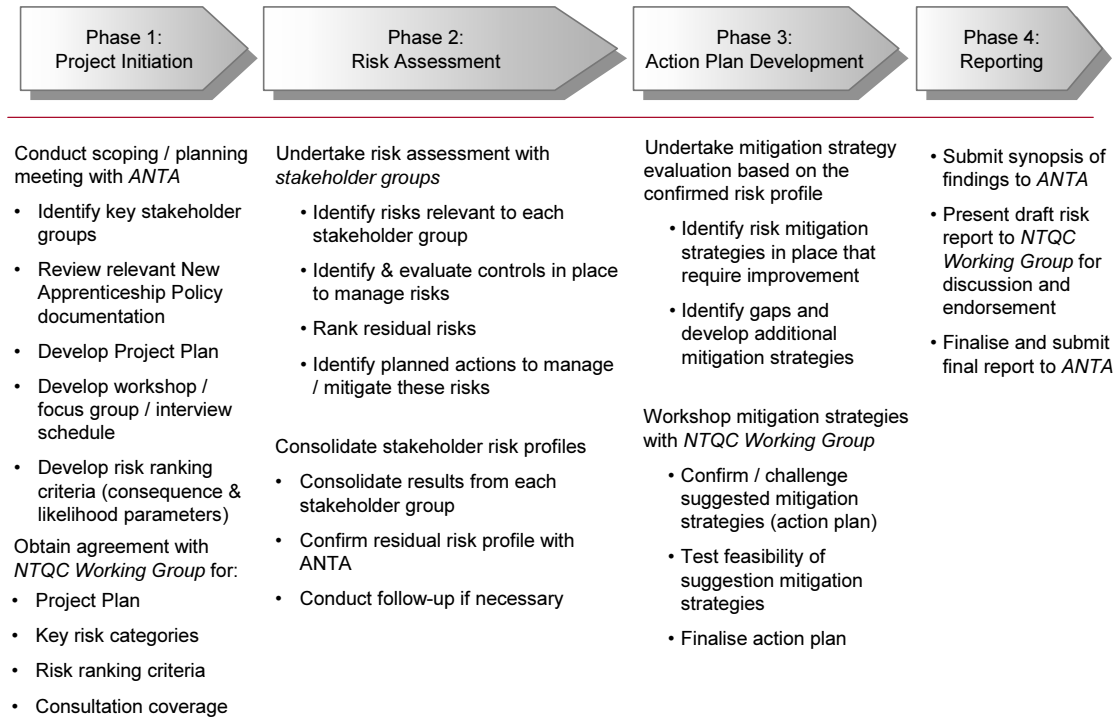 Phase 1:
Project Initiation
Phase 2:
Risk Assessment
Phase 3:
Action Plan Development
Phase 4:
Reporting
Conduct scoping / planning
meeting with ANTA
• Identify key stakeholder
groups
• Review relevant New
Apprenticeship Policy
documentation
• Develop Project Plan
• Develop workshop /
focus group / interview
schedule
• Develop risk ranking
criteria (consequence &
likelihood parameters)
Obtain agreement with
NTQC Working Group for:
• Project Plan
• Key risk categories
• Risk ranking criteria
• Consultation coverage
Undertake risk assessment with
stakeholder groups
• Identify risks relevant to each
stakeholder group
• Identify & evaluate controls in place
to manage risks
• Rank residual risks
• Identify planned actions to manage
/ mitigate these risks
Consolidate stakeholder risk profiles
• Consolidate results from each
stakeholder group
• Confirm residual risk profile with
ANTA
• Conduct follow-up if necessary
Undertake mitigation strategy
evaluation based on the
confirmed risk profile
• Identify risk mitigation
strategies in place that
require improvement
• Identify gaps and
develop additional
mitigation strategies
Workshop mitigation strategies
with NTQC Working Group
• Confirm / challenge
suggested mitigation
strategies (action plan)
• Test feasibility of
suggestion mitigation
strategies
• Finalise action plan
• Submit synopsis of
findings to ANTA
• Present draft risk
report to NTQC
Working Group for
discussion and
endorsement
• Finalise and submit
final report to ANTA